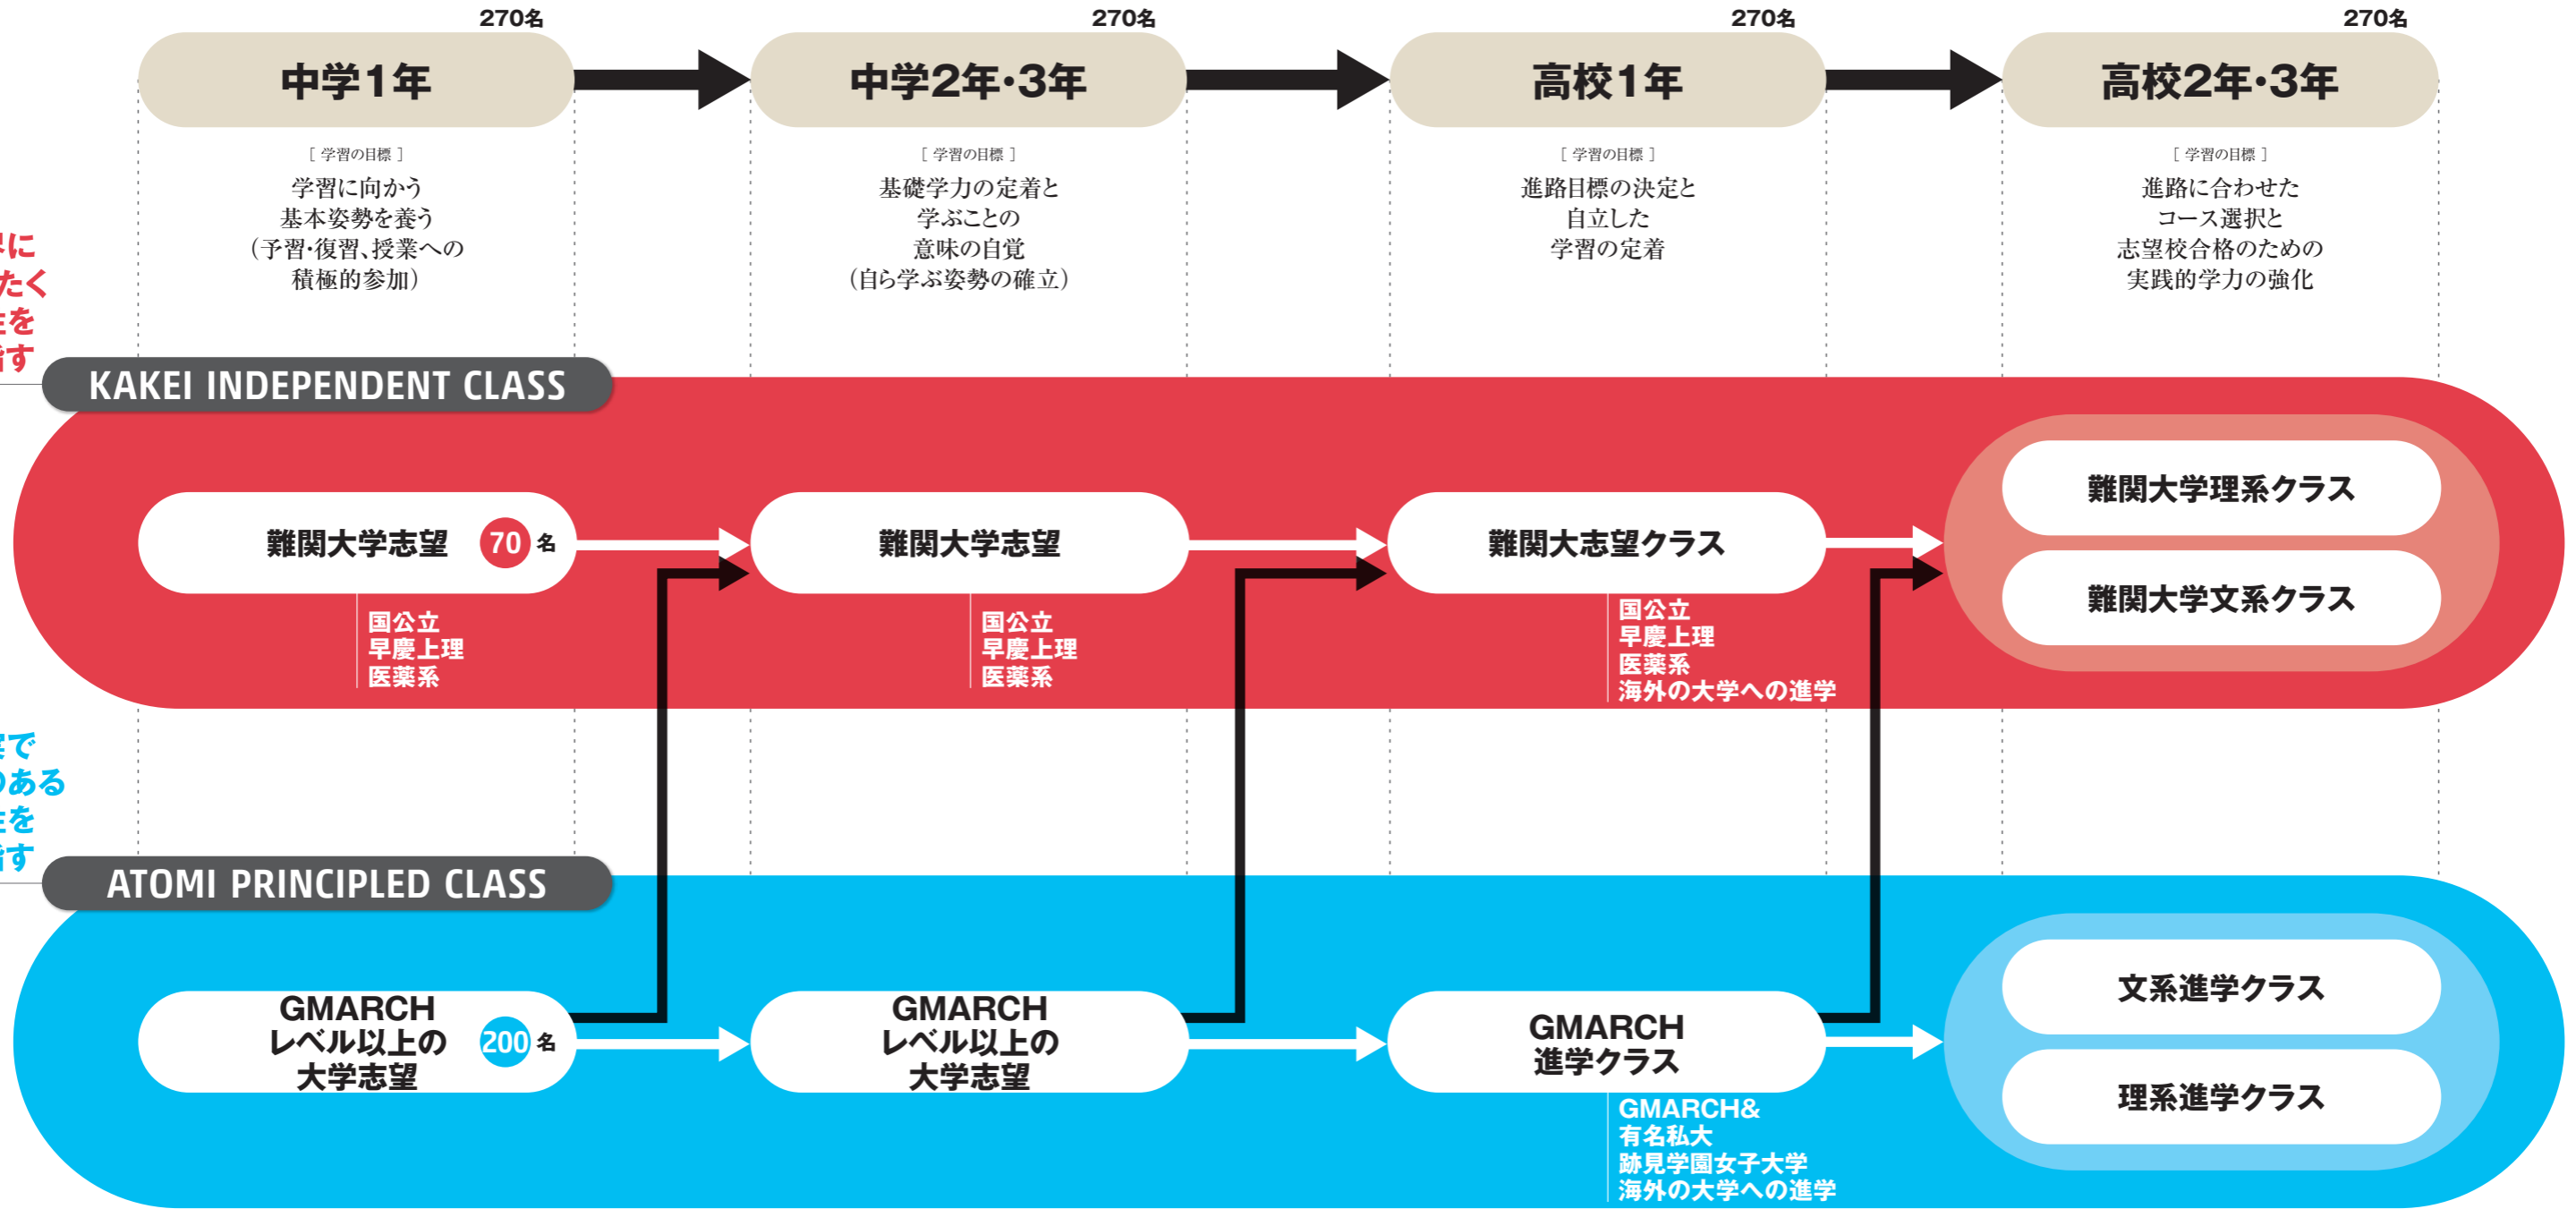 270名
270名
270名
270名
中学1年
中学2年・3年
高校1年
高校2年・3年
［ 学習の目標 ］
学習に向かう
基本姿勢を養う
（予習・復習、授業への
積極的参加）
［ 学習の目標 ］
基礎学力の定着と
学ぶことの
意味の自覚
（自ら学ぶ姿勢の確立）
［ 学習の目標 ］
進路目標の決定と
自立した
学習の定着
［ 学習の目標 ］
進路に合わせた
コース選択と
志望校合格のための
実践的学力の強化
に
たく
を
す
KAKEI INDEPENDENT CLASS
難関大学志望 70 名
国公立
早慶上理
医薬系
難関大学志望
国公立
早慶上理
医薬系
難関大志望クラス
国公立
早慶上理
医薬系
海外の大学への進学
難関大学理系クラス
難関大学文系クラス
で
のある
を
す
ATOMI PRINCIPLED CLASS
GMARCH
レベル以上の
大学志望
200 名
GMARCH
レベル以上の
大学志望
GMARCH
進学クラス
GMARCH&
有名私大
跡見学園女子大学
海外の大学への進学
文系進学クラス
理系進学クラス